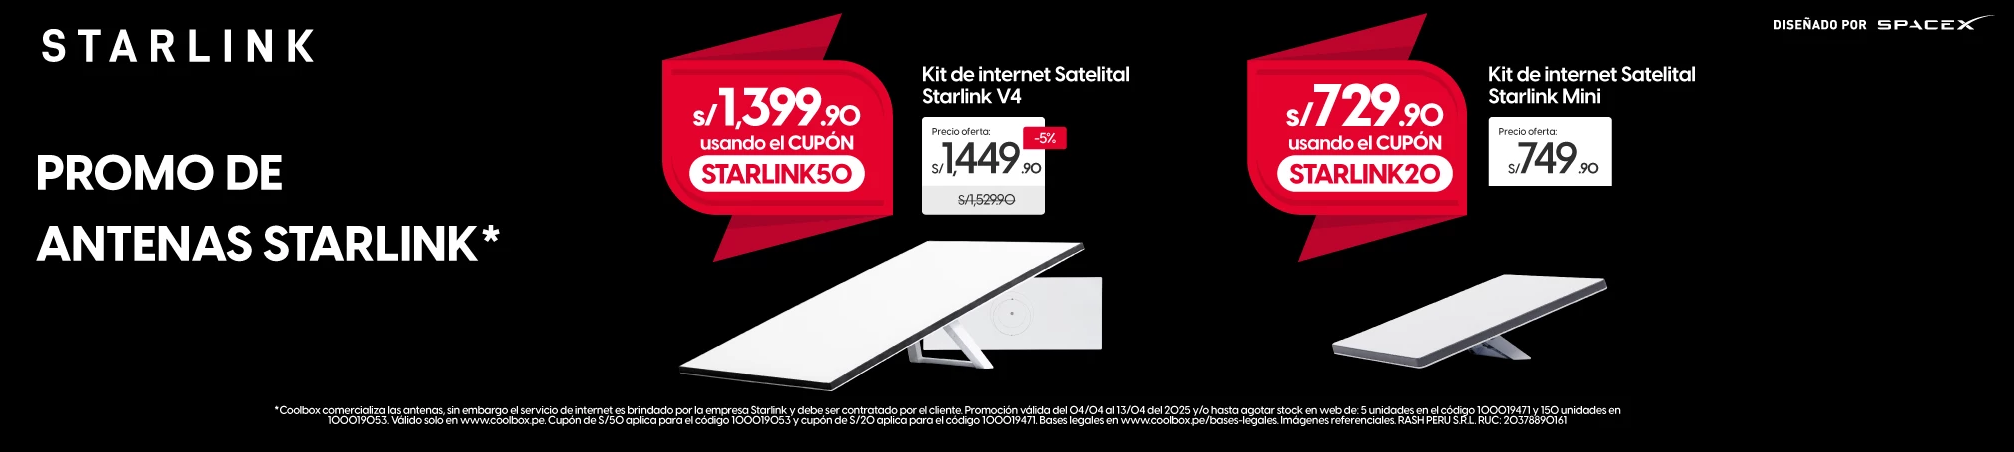 STARLINK
DISEÑADO POR SPACEX
PROMO DE
ANTENAS STARLINK*
S/1,399.90
usando el CUPÓN
STARLINK50
Kit de internet Satelital
Starlink V4
Precio oferta:
-5%
S/1,449.90
S/1,529.90
S/729.90
usando el CUPÓN
STARLINK20
Kit de internet Satelital
Starlink Mini
Precio oferta:
S/749.90
*Coolbox comercializa las antenas, sin embargo el servicio de internet es brindado por la empresa Starlink y debe ser contratado por el cliente. Promoción válida del 04/04 al 13/04 del 2025 y/o hasta agotar stock en web de: 5 unidades en el código 100019471 y 150 unidades en
100019053. Válido solo en www.coolbox.pe. Cupón de S/50 aplica para el código 100019053 y cupón de S/20 aplica para el código 100019471. Bases legales en www.coolbox.pe/bases-legales. Imágenes referenciales. RASH PERU S.R.L. RUC: 20378890161